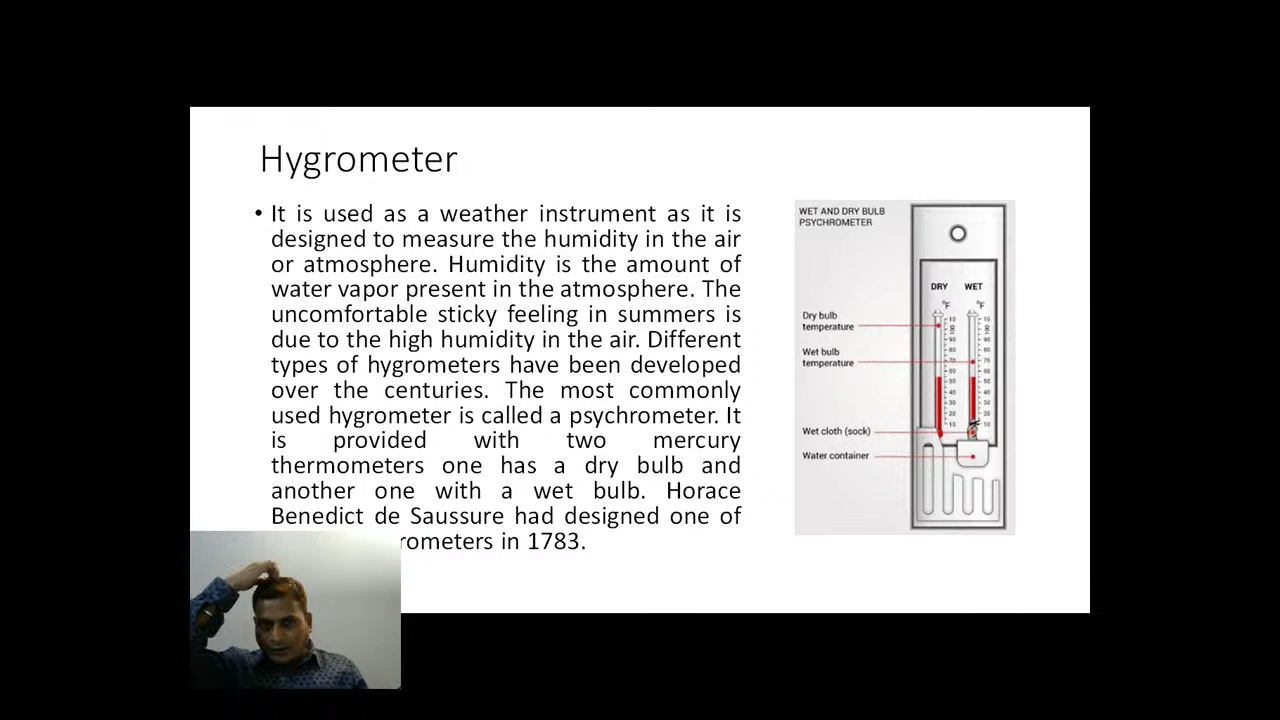 Hygrometer
• It is used as a weather instrument as it is
designed to measure the humidity in the air
or atmosphere. Humidity is the amount of
water vapor present in the atmosphere. The
uncomfortable sticky feeling in summers is
due to the high humidity in the air. Different
types of hygrometers have been developed
over the centuries. The most commonly
used hygrometer is called a psychrometer. It
is provided with two mercury
thermometers one has a dry bulb and
another one with a wet bulb. Horace
Benedict de Saussure had designed one of
rometers in 1783.
WET AND DRY BULB
PSYCHROMETER
DRY WET
°F °F
Dry bulb
temperature
Wet bulb
temperature
Wet cloth (sock)
Water container